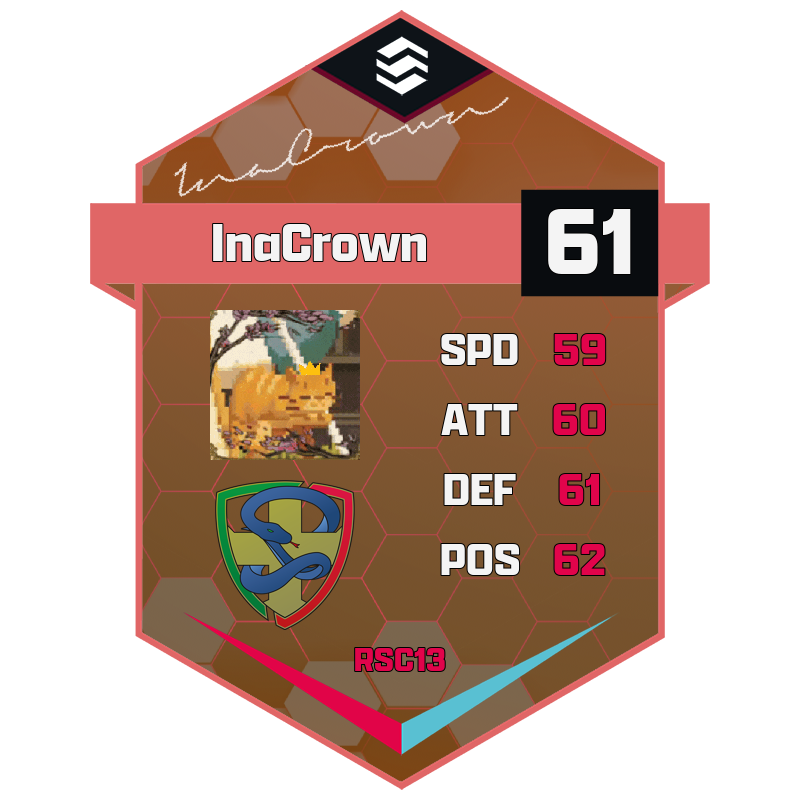 InaCrown
InaCrown 61
SPD 59
ATT 60
DEF 61
POS 62
RSC13